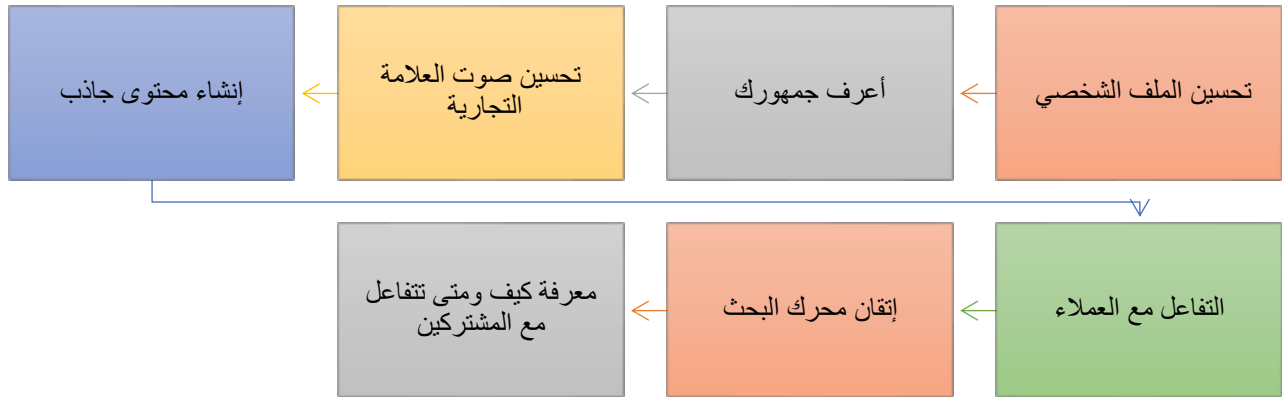 تحسين الملف الشخصي
أعرف جمهورك
تحسين صوت العلامة
التجارية
إنشاء محتوى جاذب
التفاعل مع العملاء
إتقان محرك البحث
معرفة كيف ومتى تتفاعل
مع المشتركين